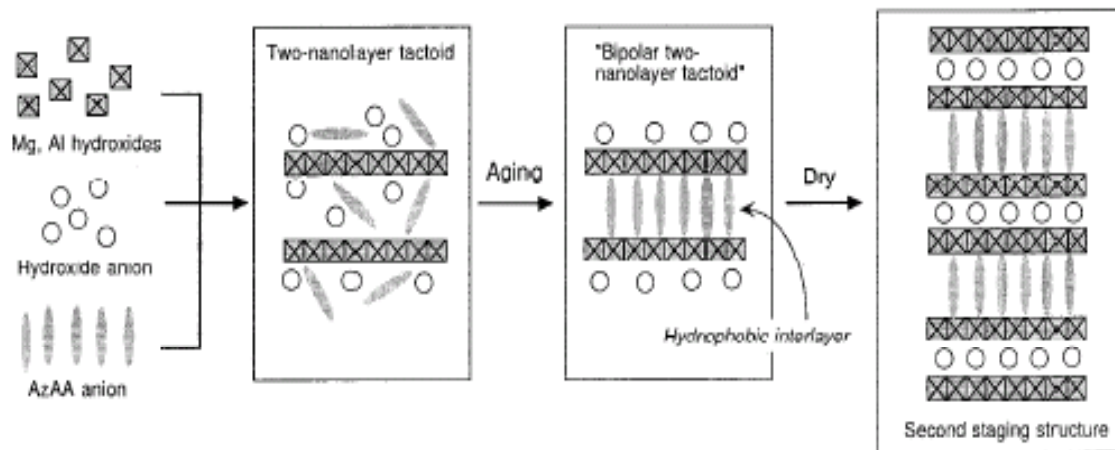 Mg, Al hydroxides
Hydroxide anion
AzAA anion
Two-nanolayer tactoid
Aging
"Bipolar two-
nanolayer tactoid"
Hydrophobic interlayer
Dry
Second staging structure